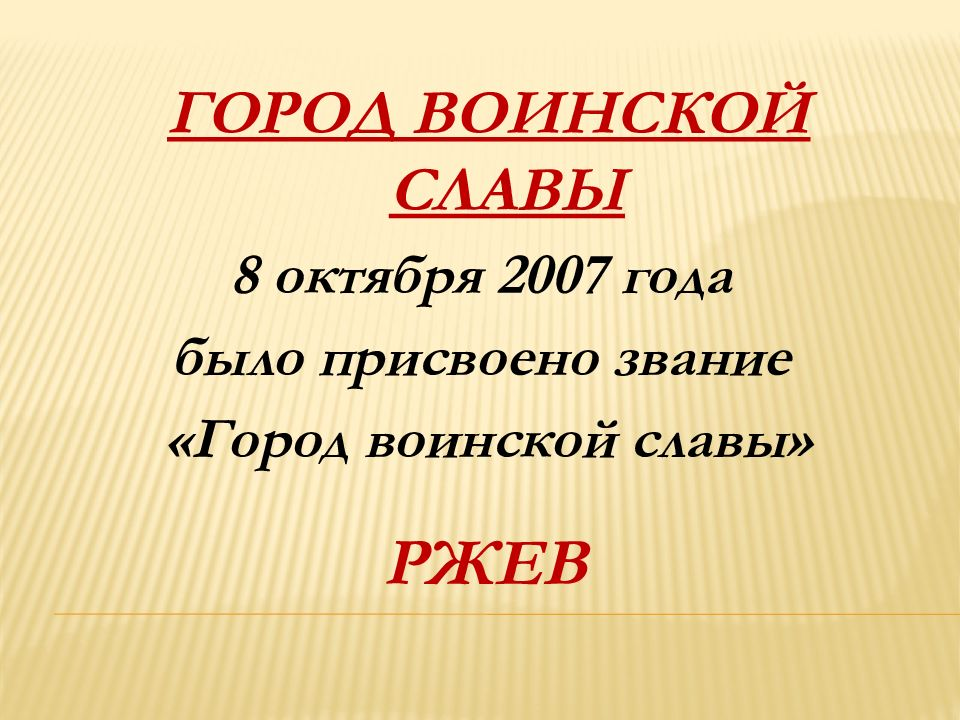 ГОРОД ВОИНСКОЙ
СЛАВЫ
8 октября 2007 года
было присвоено звание
«Город воинской славы»
РЖЕВ